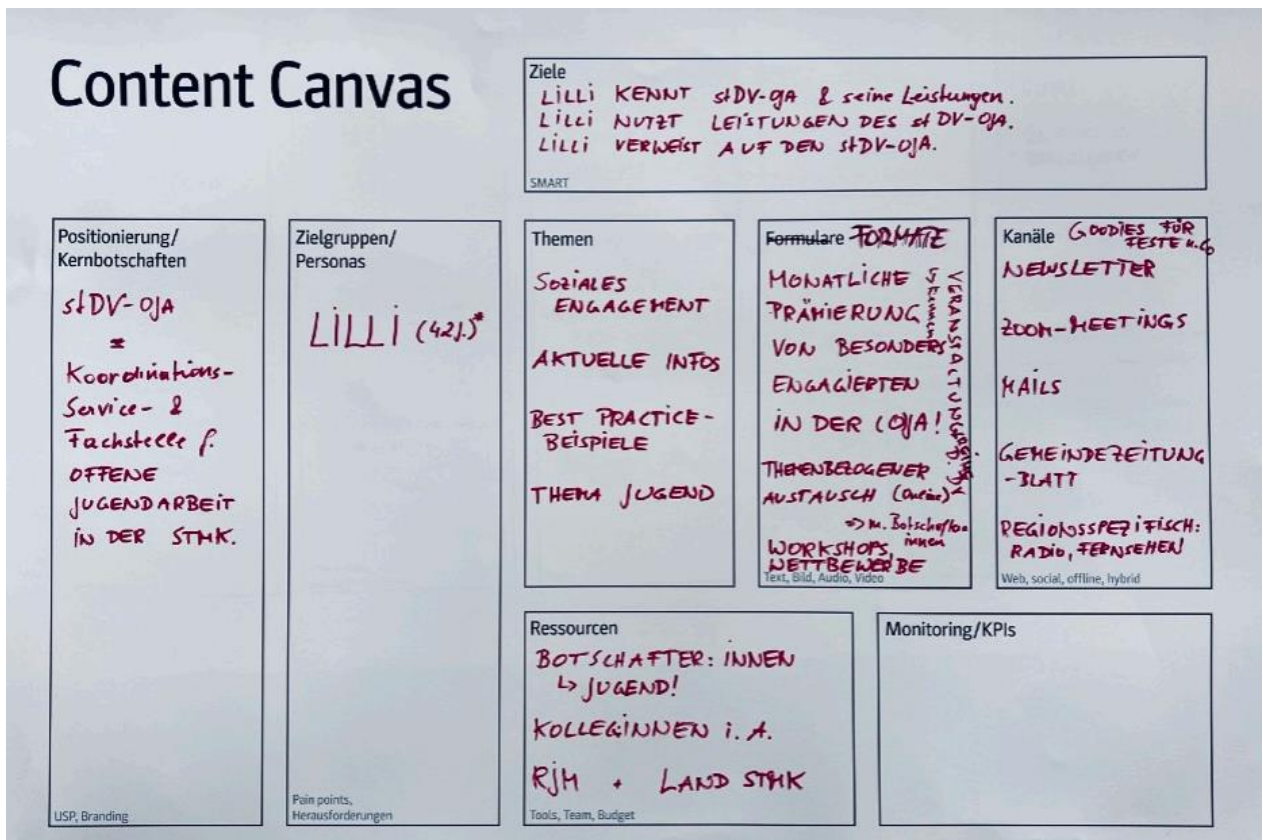 Content Canvas
Ziele
LILLI KENNT stDV-OJA & seine Leistungen.
LILLI NUTZT LEISTUNGEN DES stDV-OJA.
LILLI VERWEIST AUF DEN stDV-OJA.
SMART
Positionierung/
Kernbotschaften
stDV-OJA
=
Koordinations-
Service- &
Fachstelle f.
OFFENE
JUGENDARBEIT
IN DER STMK.
USP, Branding
Zielgruppen/
Personas
LILLI (42J.)*
Pain points,
Herausforderungen
Themen
SOZIALES
ENGAGEMENT
AKTUELLE INFOS
BEST PRACTICE-
BEISPIELE
THEMA JUGEND
Formulare FORMATE
MONATLICHE
PRÄMIERUNG
VON BESONDERS
ENGAGIERTEN
IN DER (OJA!
THEMENBEZOGENER
AUSTAUSCH (Online)
=> m. Botschafter
innen
WORKSHOPS,
WETTBEWERBE
Text, Bild, Audio, Video
Kanäle GOODIES FÜR
FESTE u. Co
NEWSLETTER
ZOOM-MEETINGS
MAILS
GEMEINDEZEITUNG
-BLATT
REGIONSSPEZIFISCH:
RADIO, FERNSEHEN
Web, social, offline, hybrid
Ressourcen
BOTSCHAFTER:INNEN
↳ JUGEND!
KOLLEGINNEN i. A.
RJM + LAND STMK
Tools, Team, Budget
Monitoring/KPIs